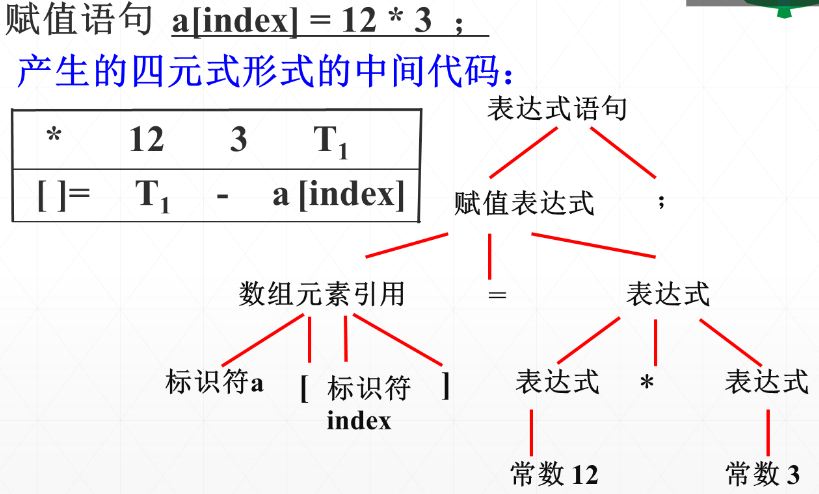 赋值语句 a[index] = 12 * 3 ；
产生的四元式形式的中间代码：
* 12 3 T₁
[ ]= T₁ - a [index]
表达式语句
赋值表达式 ；
数组元素引用 = 表达式
标识符a [ 标识符 ] 表达式 * 表达式
index
常数 12 常数 3